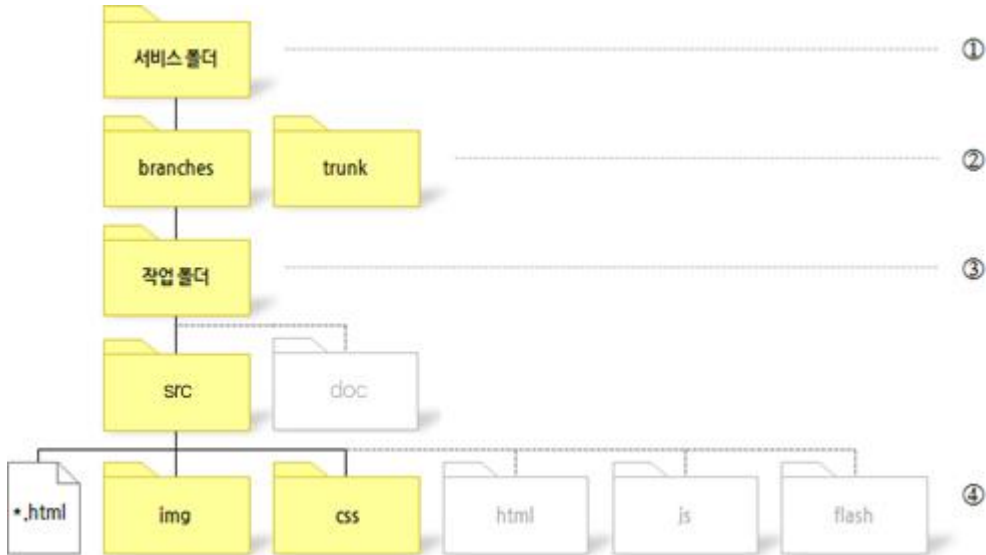 서비스 폴더 ①
branches trunk ②
작업 폴더 ③
src doc
*.html img css html js flash ④